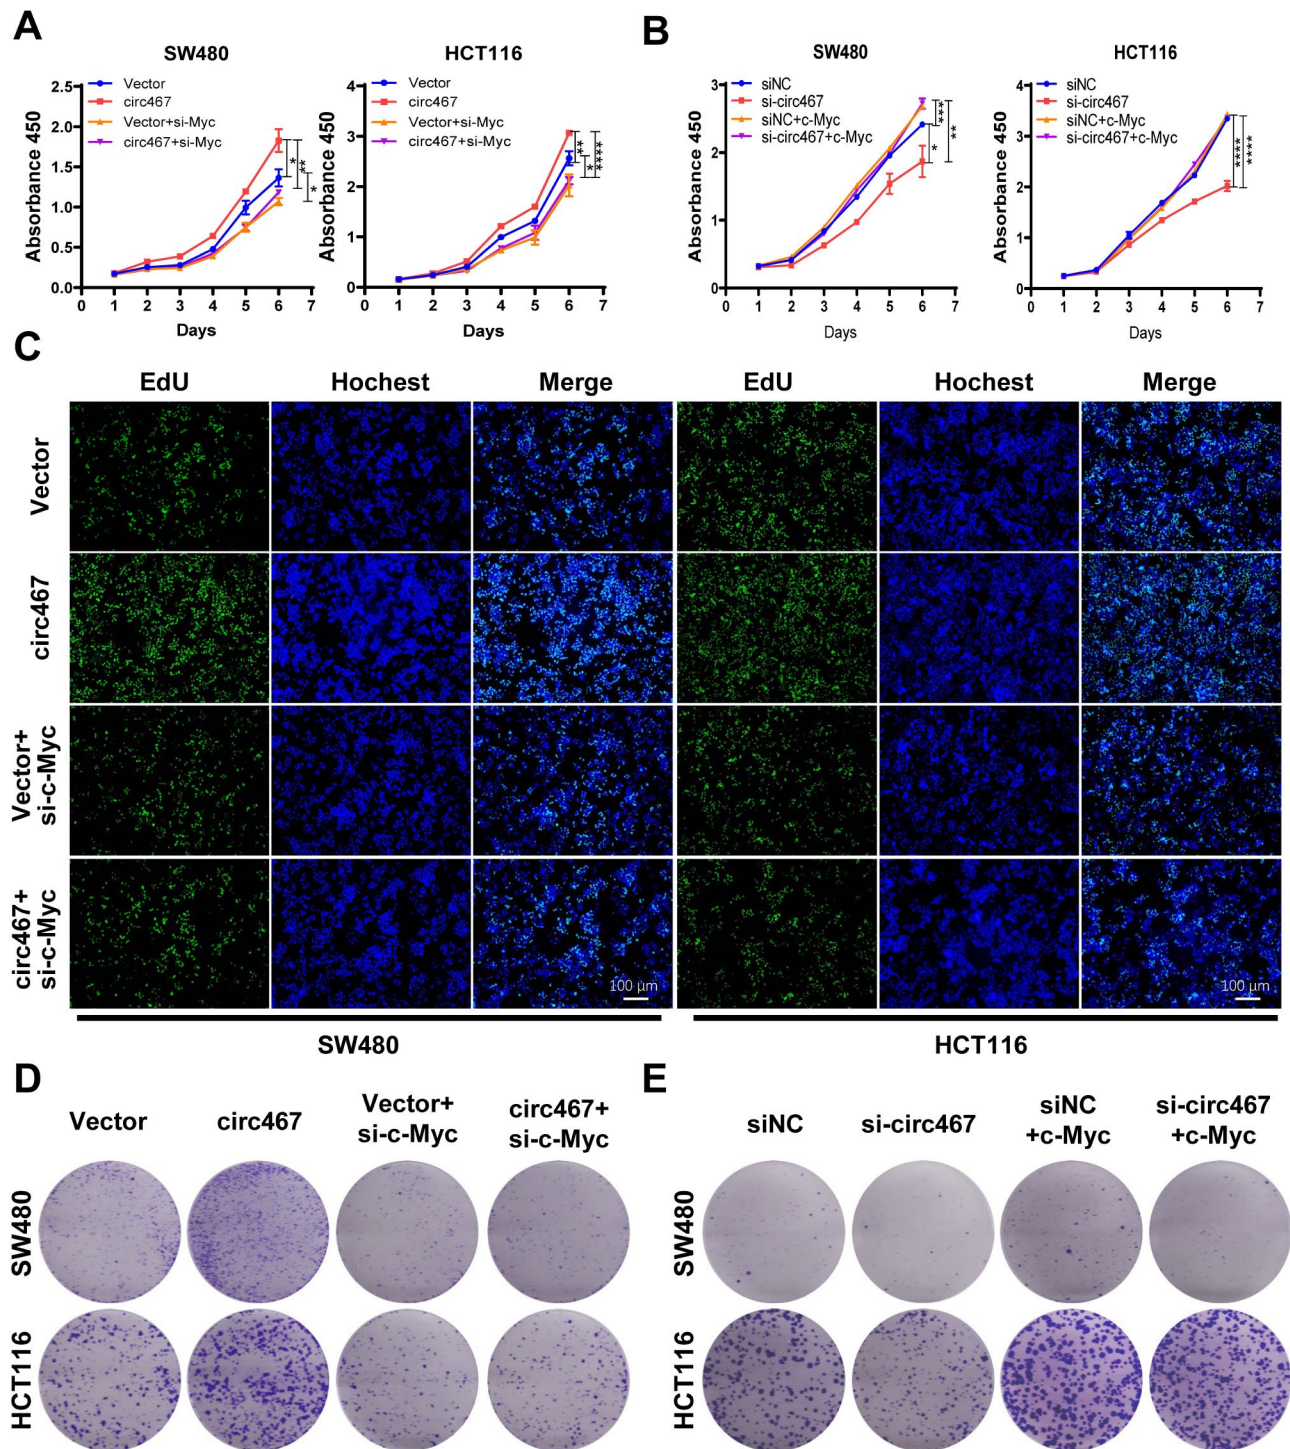 A
B
SW480
HCT116
SW480
HCT116
Absorbance 450
2.5
2.0
1.5
1.0
0.5
0.0
Vector
circ467
Vector+si-Myc
circ467+si-Myc
*
**
*
0 1 2 3 4 5 6 7
Days
Absorbance 450
4
3
2
1
0
Vector
circ467
Vector+si-Myc
circ467+si-Myc
**
*
****
0 1 2 3 4 5 6 7
Days
Absorbance 450
3
2
1
0
siNC
si-circ467
siNC+c-Myc
si-circ467+c-Myc
***
*
**
0 1 2 3 4 5 6 7
Days
Absorbance 450
4
3
2
1
0
siNC
si-circ467
siNC+c-Myc
si-circ467+c-Myc
****
****
0 1 2 3 4 5 6 7
Days
C
EdU Hochest Merge EdU Hochest Merge
Vector
circ467
Vector+
si-c-Myc
circ467+
si-c-Myc
100 μm
100 μm
SW480
HCT116
D
Vector
circ467
Vector+
si-c-Myc
circ467+
si-c-Myc
SW480
HCT116
E
siNC
si-circ467
siNC
+c-Myc
si-circ467
+c-Myc
SW480
HCT116